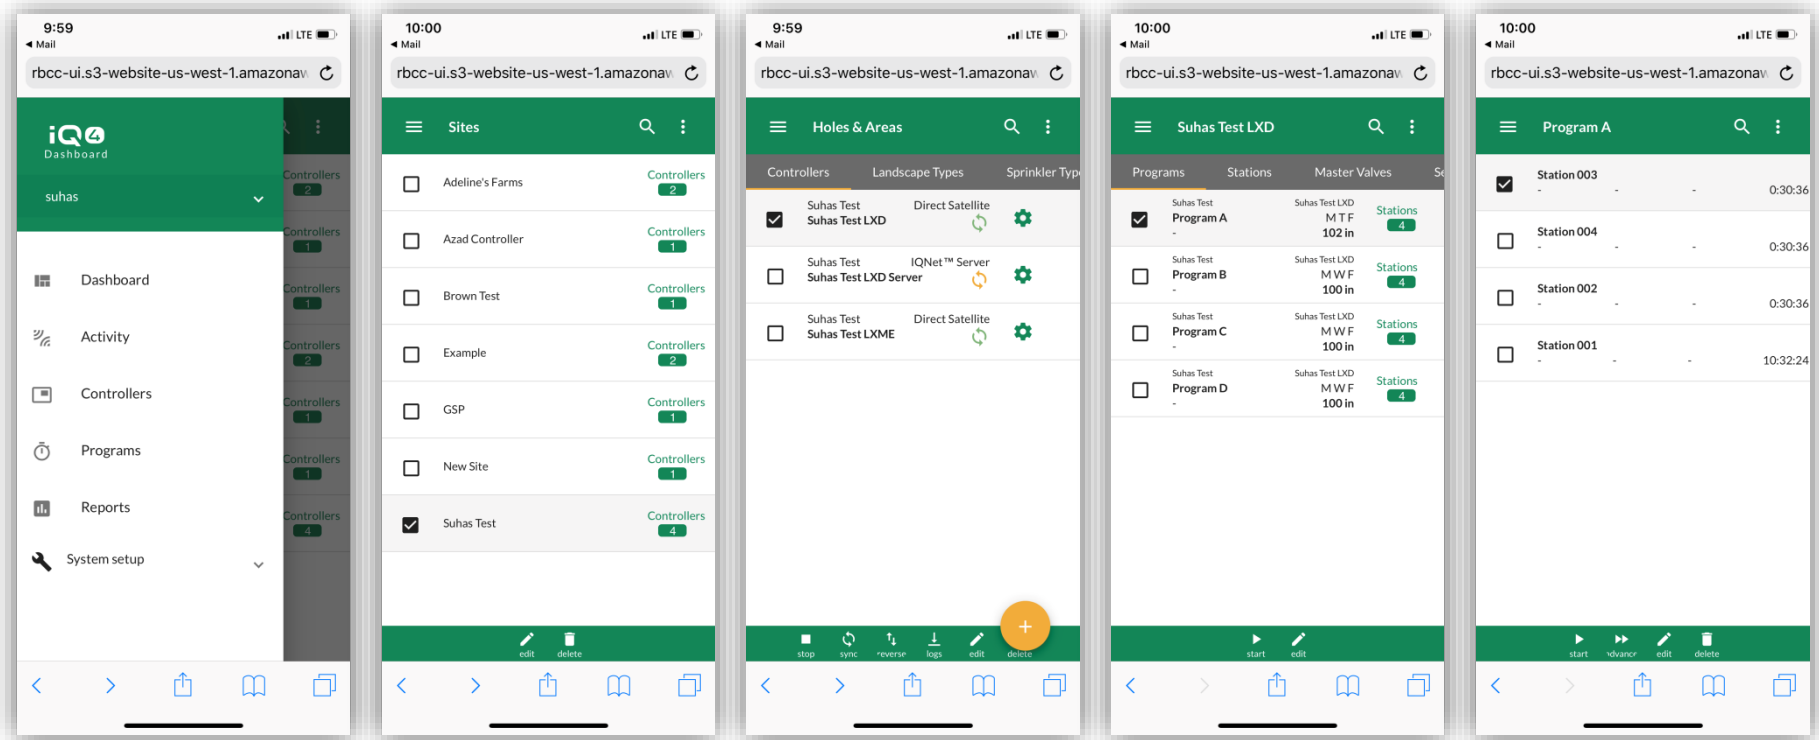 9:59
LTE
◀ Mail
rbcc-ui.s3-website-us-west-1.amazonaw
iQ4
Dashboard
suhas
Controllers
2
Controllers
1
Controllers
1
Controllers
2
Controllers
1
Controllers
1
Controllers
4
Dashboard
Activity
Controllers
Programs
Reports
System setup
10:00
LTE
◀ Mail
rbcc-ui.s3-website-us-west-1.amazonaw
Sites
Adeline's Farms
Controllers
2
Azad Controller
Controllers
1
Brown Test
Controllers
1
Example
Controllers
2
GSP
Controllers
1
New Site
Controllers
1
Suhas Test
Controllers
4
edit delete
9:59
LTE
◀ Mail
rbcc-ui.s3-website-us-west-1.amazonaw
Holes & Areas
Controllers Landscape Types Sprinkler Typ
Suhas Test Direct Satellite
Suhas Test LXD
Suhas Test IQNet™ Server
Suhas Test LXD Server
Suhas Test Direct Satellite
Suhas Test LXME
+
stop sync reverse logs edit delete
10:00
LTE
◀ Mail
rbcc-ui.s3-website-us-west-1.amazonaw
Suhas Test LXD
Programs Stations Master Valves Se
Suhas Test Suhas Test LXD
Program A M T F Stations
- 102 in 4
Suhas Test Suhas Test LXD
Program B M W F Stations
- 100 in 4
Suhas Test Suhas Test LXD
Program C M W F Stations
- 100 in 4
Suhas Test Suhas Test LXD
Program D M W F Stations
- 100 in 4
start edit
10:00
LTE
◀ Mail
rbcc-ui.s3-website-us-west-1.amazonaw
Program A
Station 003
- - - 0:30:36
Station 004
- - - 0:30:36
Station 002
- - - 0:30:36
Station 001
- - - 10:32:24
start advance edit delete